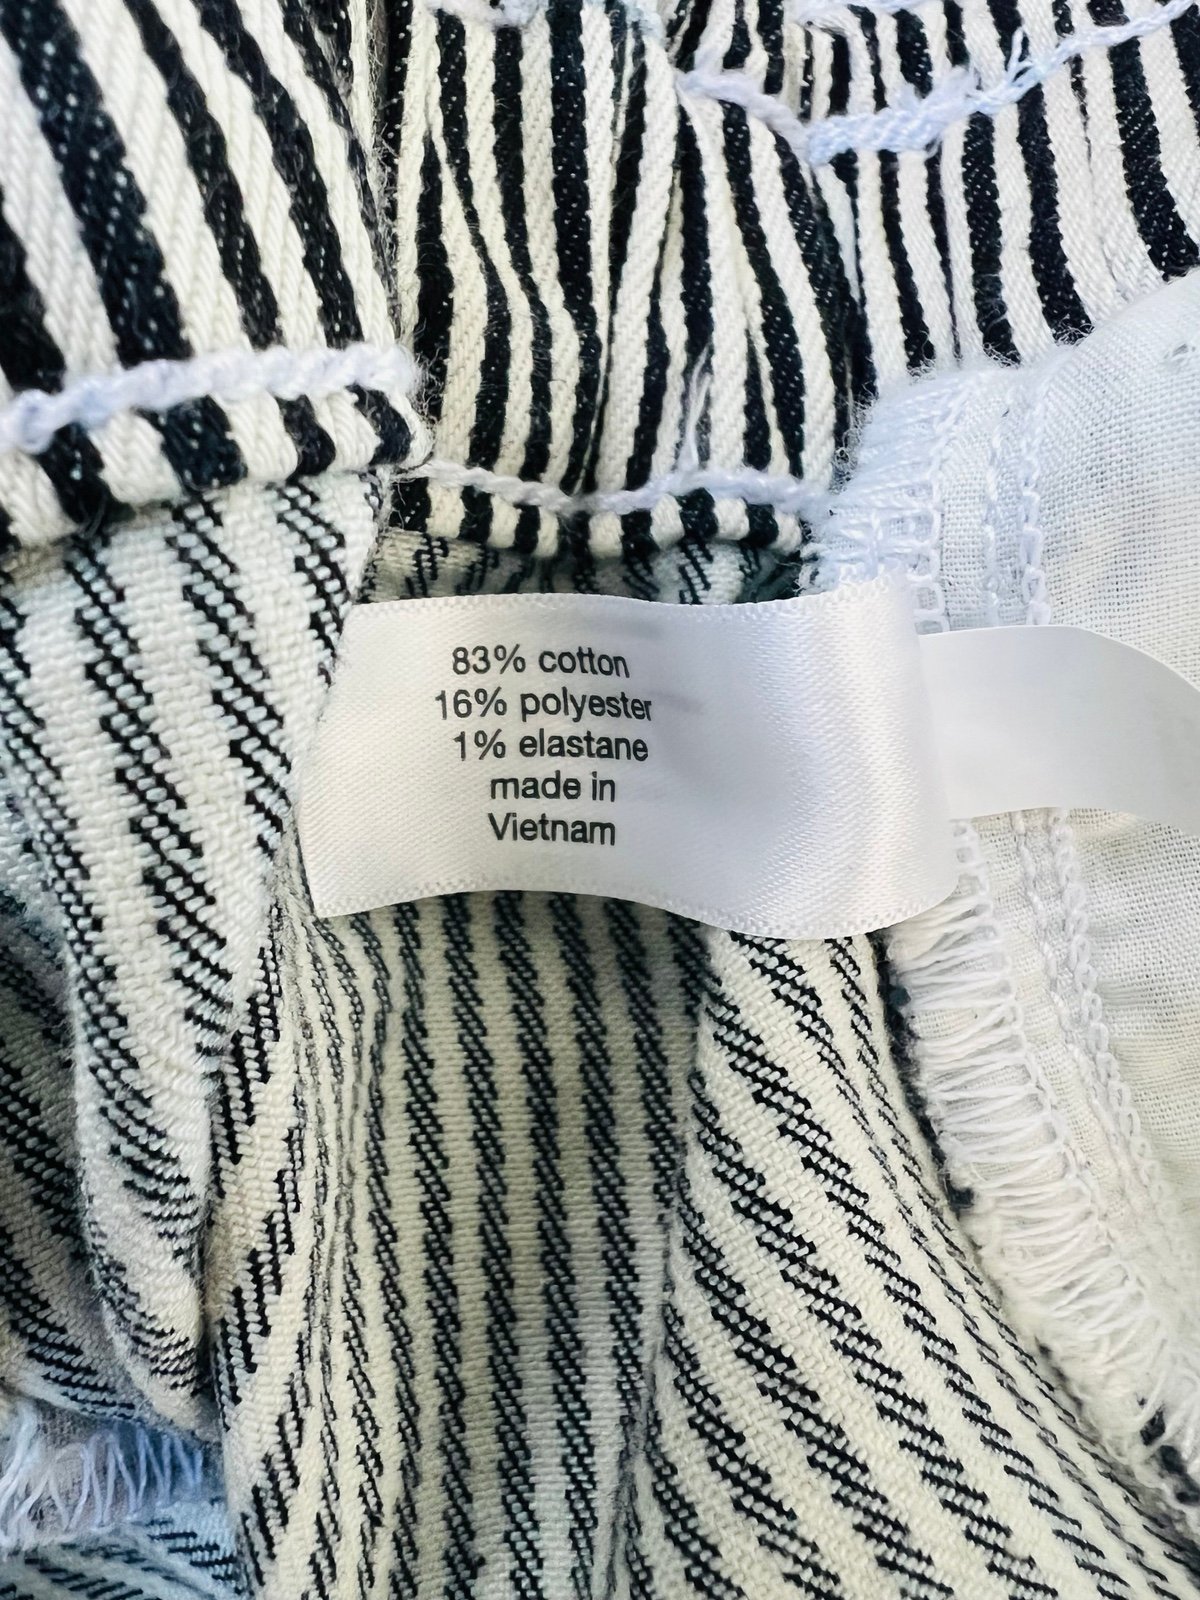 83% cotton
16% polyester
1% elastane
made in
Vietnam